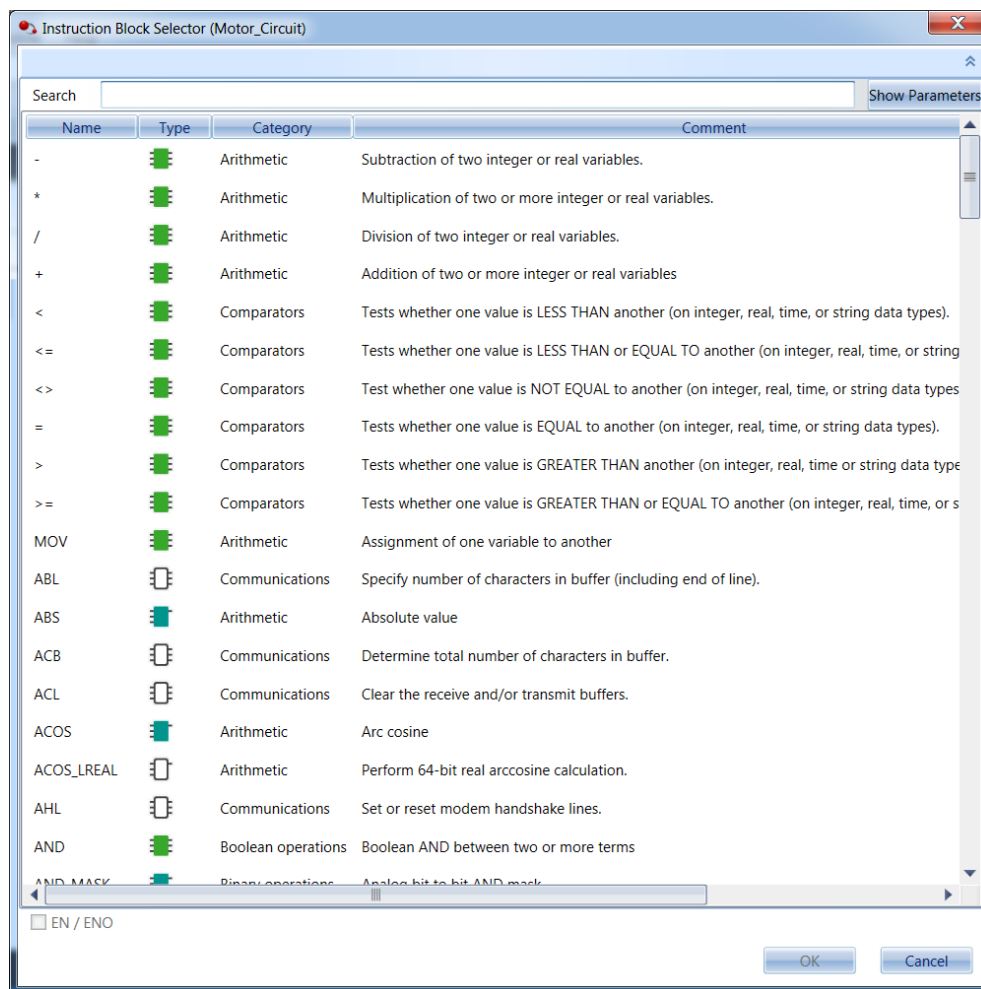 Instruction Block Selector (Motor_Circuit)
Search Show Parameters
Name Type Category Comment
- Arithmetic Subtraction of two integer or real variables.
* Arithmetic Multiplication of two or more integer or real variables.
/ Arithmetic Division of two integer or real variables.
+ Arithmetic Addition of two or more integer or real variables
< Comparators Tests whether one value is LESS THAN another (on integer, real, time, or string data types).
<= Comparators Tests whether one value is LESS THAN or EQUAL TO another (on integer, real, time, or string
<> Comparators Test whether one value is NOT EQUAL to another (on integer, real, time, or string data types
= Comparators Tests whether one value is EQUAL to another (on integer, real, time, or string data types).
> Comparators Tests whether one value is GREATER THAN another (on integer, real, time or string data type
>= Comparators Tests whether one value is GREATER THAN or EQUAL TO another (on integer, real, time, or s
MOV Arithmetic Assignment of one variable to another
ABL Communications Specify number of characters in buffer (including end of line).
ABS Arithmetic Absolute value
ACB Communications Determine total number of characters in buffer.
ACL Communications Clear the receive and/or transmit buffers.
ACOS Arithmetic Arc cosine
ACOS_LREAL Arithmetic Perform 64-bit real arccosine calculation.
AHL Communications Set or reset modem handshake lines.
AND Boolean operations Boolean AND between two or more terms
AND_MASK Binary operations Analog bit to bit AND mask
EN / ENO
OK Cancel